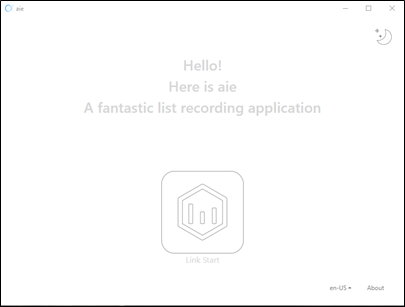 aie
Hello!
Here is aie
A fantastic list recording application
Link Start
en-US
About